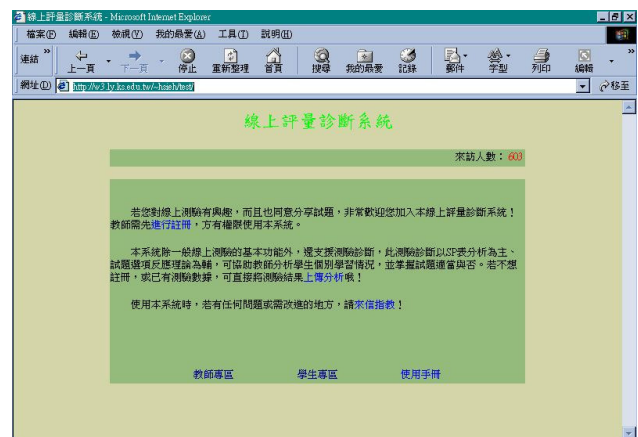 線上評量診斷系統 - Microsoft Internet Explorer
檔案(F) 編輯(E) 檢視(V) 我的最愛(A) 工具(T) 說明(H)
連結 上一頁 下一頁 停止 重新整理 首頁 搜尋 我的最愛 記錄 郵件 字型 列印 編輯
網址(D) http://w3.ly.ks.edu.tw/~hsieh/test/ 移至
線上評量診斷系統
來訪人數：603
若您對線上測驗有興趣，而且也同意分享試題，非常歡迎您加入本線上評量診斷系統！
教師需先進行註冊，方有權限使用本系統。
本系統除一般線上測驗的基本功能外，還支援測驗診斷，此測驗診斷以SP表分析為主、
試題選項反應理論為輔，可協助教師分析學生個別學習情況，並掌握試題適當與否。若不想
註冊，或已有測驗數據，可直接將測驗結果上傳分析哦！
使用本系統時，若有任何問題或需改進的地方，請來信指教！
教師專區 學生專區 使用手冊